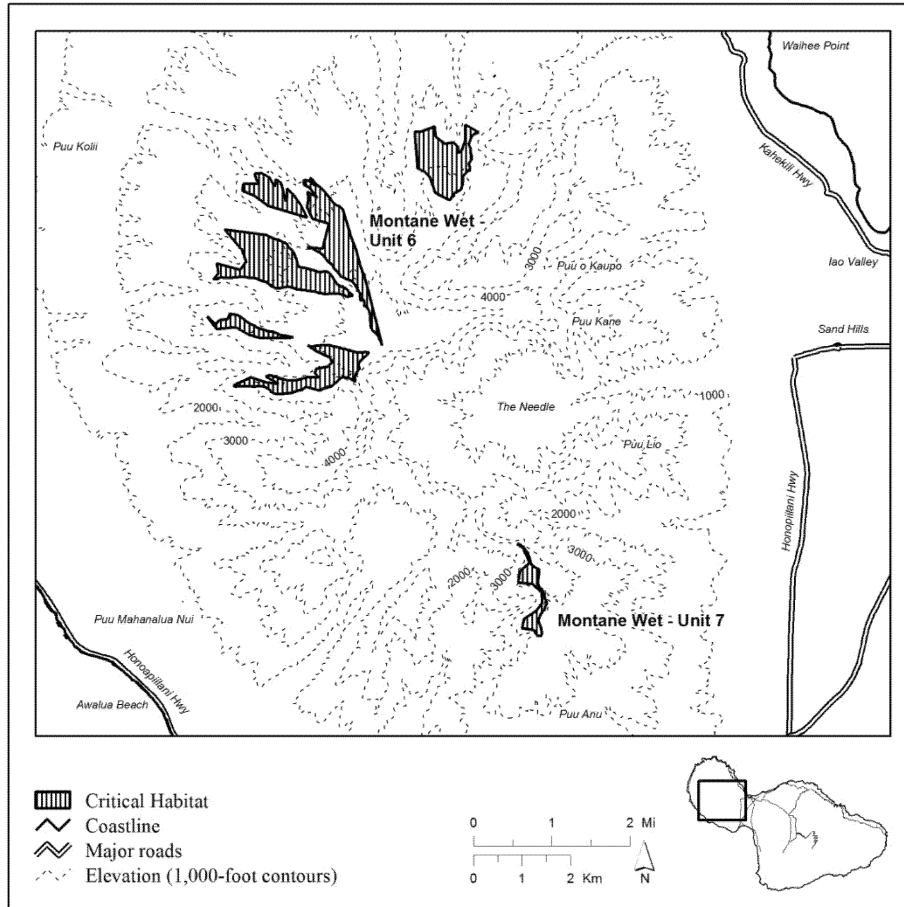 Waihee Point
Puu Kolii
Kahekili Hwy
Montane Wet -
Unit 6
3000
Puu o Kaupo
Iao Valley
4000
Puu Kane
Sand Hills
1000
The Needle
2000
3000
Puu Lio
4000
Honopiilani Hwy
2000
3000
2000
3000
Puu Mahanalua Nui
Montane Wet - Unit 7
Honoapiilani Hwy
Awalua Beach
Puu Anu
Critical Habitat
Coastline
Major roads
Elevation (1,000-foot contours)
0 1 2 Mi
0 1 2 Km
N